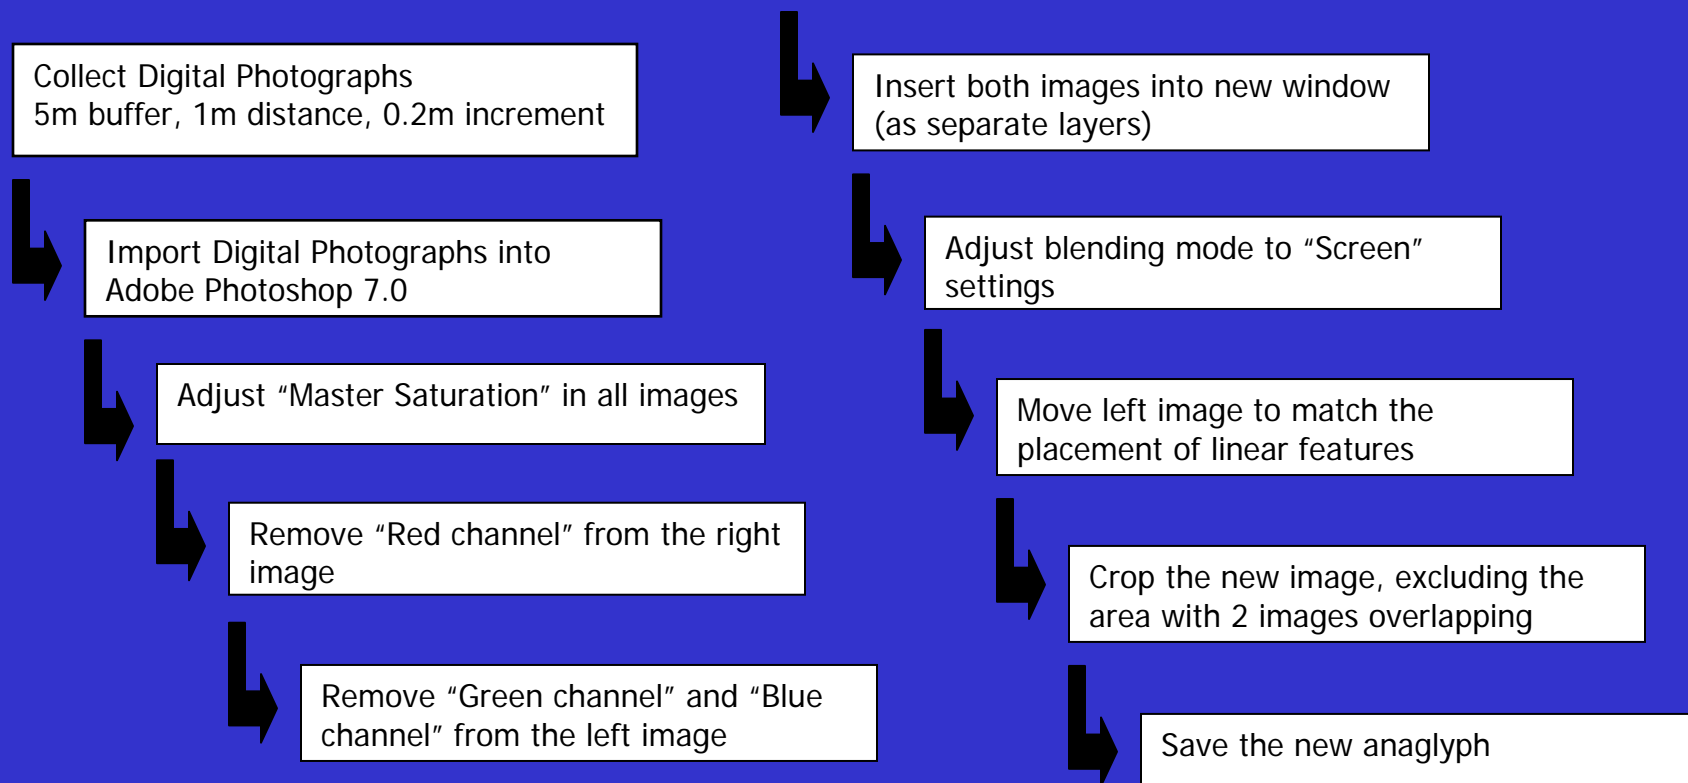 Collect Digital Photographs
5m buffer, 1m distance, 0.2m increment
Import Digital Photographs into
Adobe Photoshop 7.0
Adjust “Master Saturation” in all images
Remove “Red channel” from the right
image
Remove “Green channel” and “Blue
channel” from the left image
Insert both images into new window
(as separate layers)
Adjust blending mode to “Screen”
settings
Move left image to match the
placement of linear features
Crop the new image, excluding the
area with 2 images overlapping
Save the new anaglyph